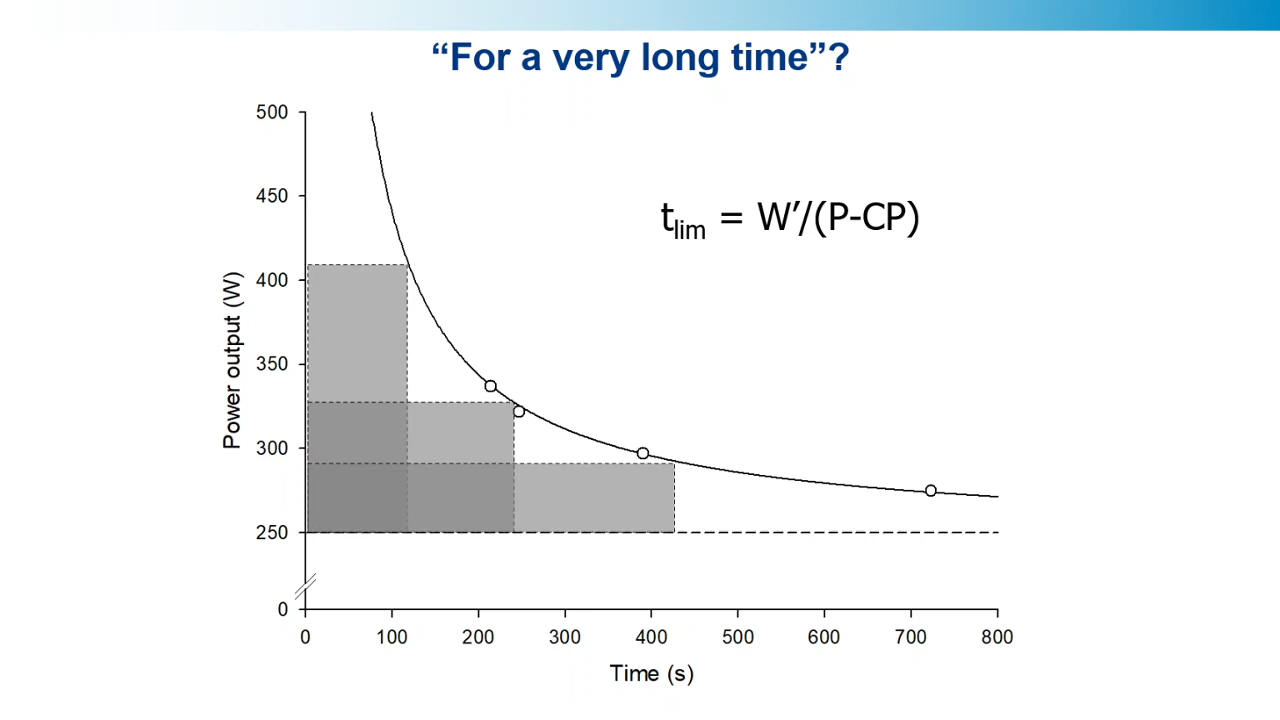 “For a very long time”?
500
450
400
350
300
250
0
Power output (W)
t_lim = W′/(P-CP)
0 100 200 300 400 500 600 700 800
Time (s)